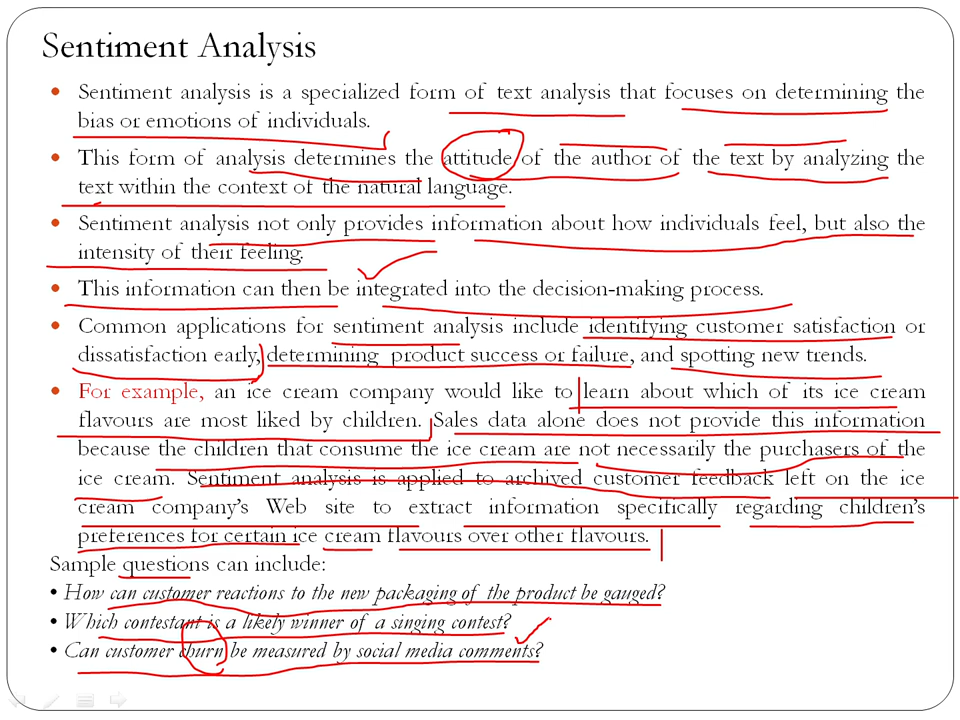 Sentiment Analysis
• Sentiment analysis is a specialized form of text analysis that focuses on determining the
bias or emotions of individuals.
• This form of analysis determines the attitude of the author of the text by analyzing the
text within the context of the natural language.
• Sentiment analysis not only provides information about how individuals feel, but also the
intensity of their feeling.
• This information can then be integrated into the decision-making process.
• Common applications for sentiment analysis include identifying customer satisfaction or
dissatisfaction early, determining product success or failure, and spotting new trends.
• For example, an ice cream company would like to learn about which of its ice cream
flavours are most liked by children. Sales data alone does not provide this information
because the children that consume the ice cream are not necessarily the purchasers of the
ice cream. Sentiment analysis is applied to archived customer feedback left on the ice
cream company's Web site to extract information specifically regarding children's
preferences for certain ice cream flavours over other flavours.
Sample questions can include:
• How can customer reactions to the new packaging of the product be gauged?
• Which contestant is a likely winner of a singing contest?
• Can customer churn be measured by social media comments?